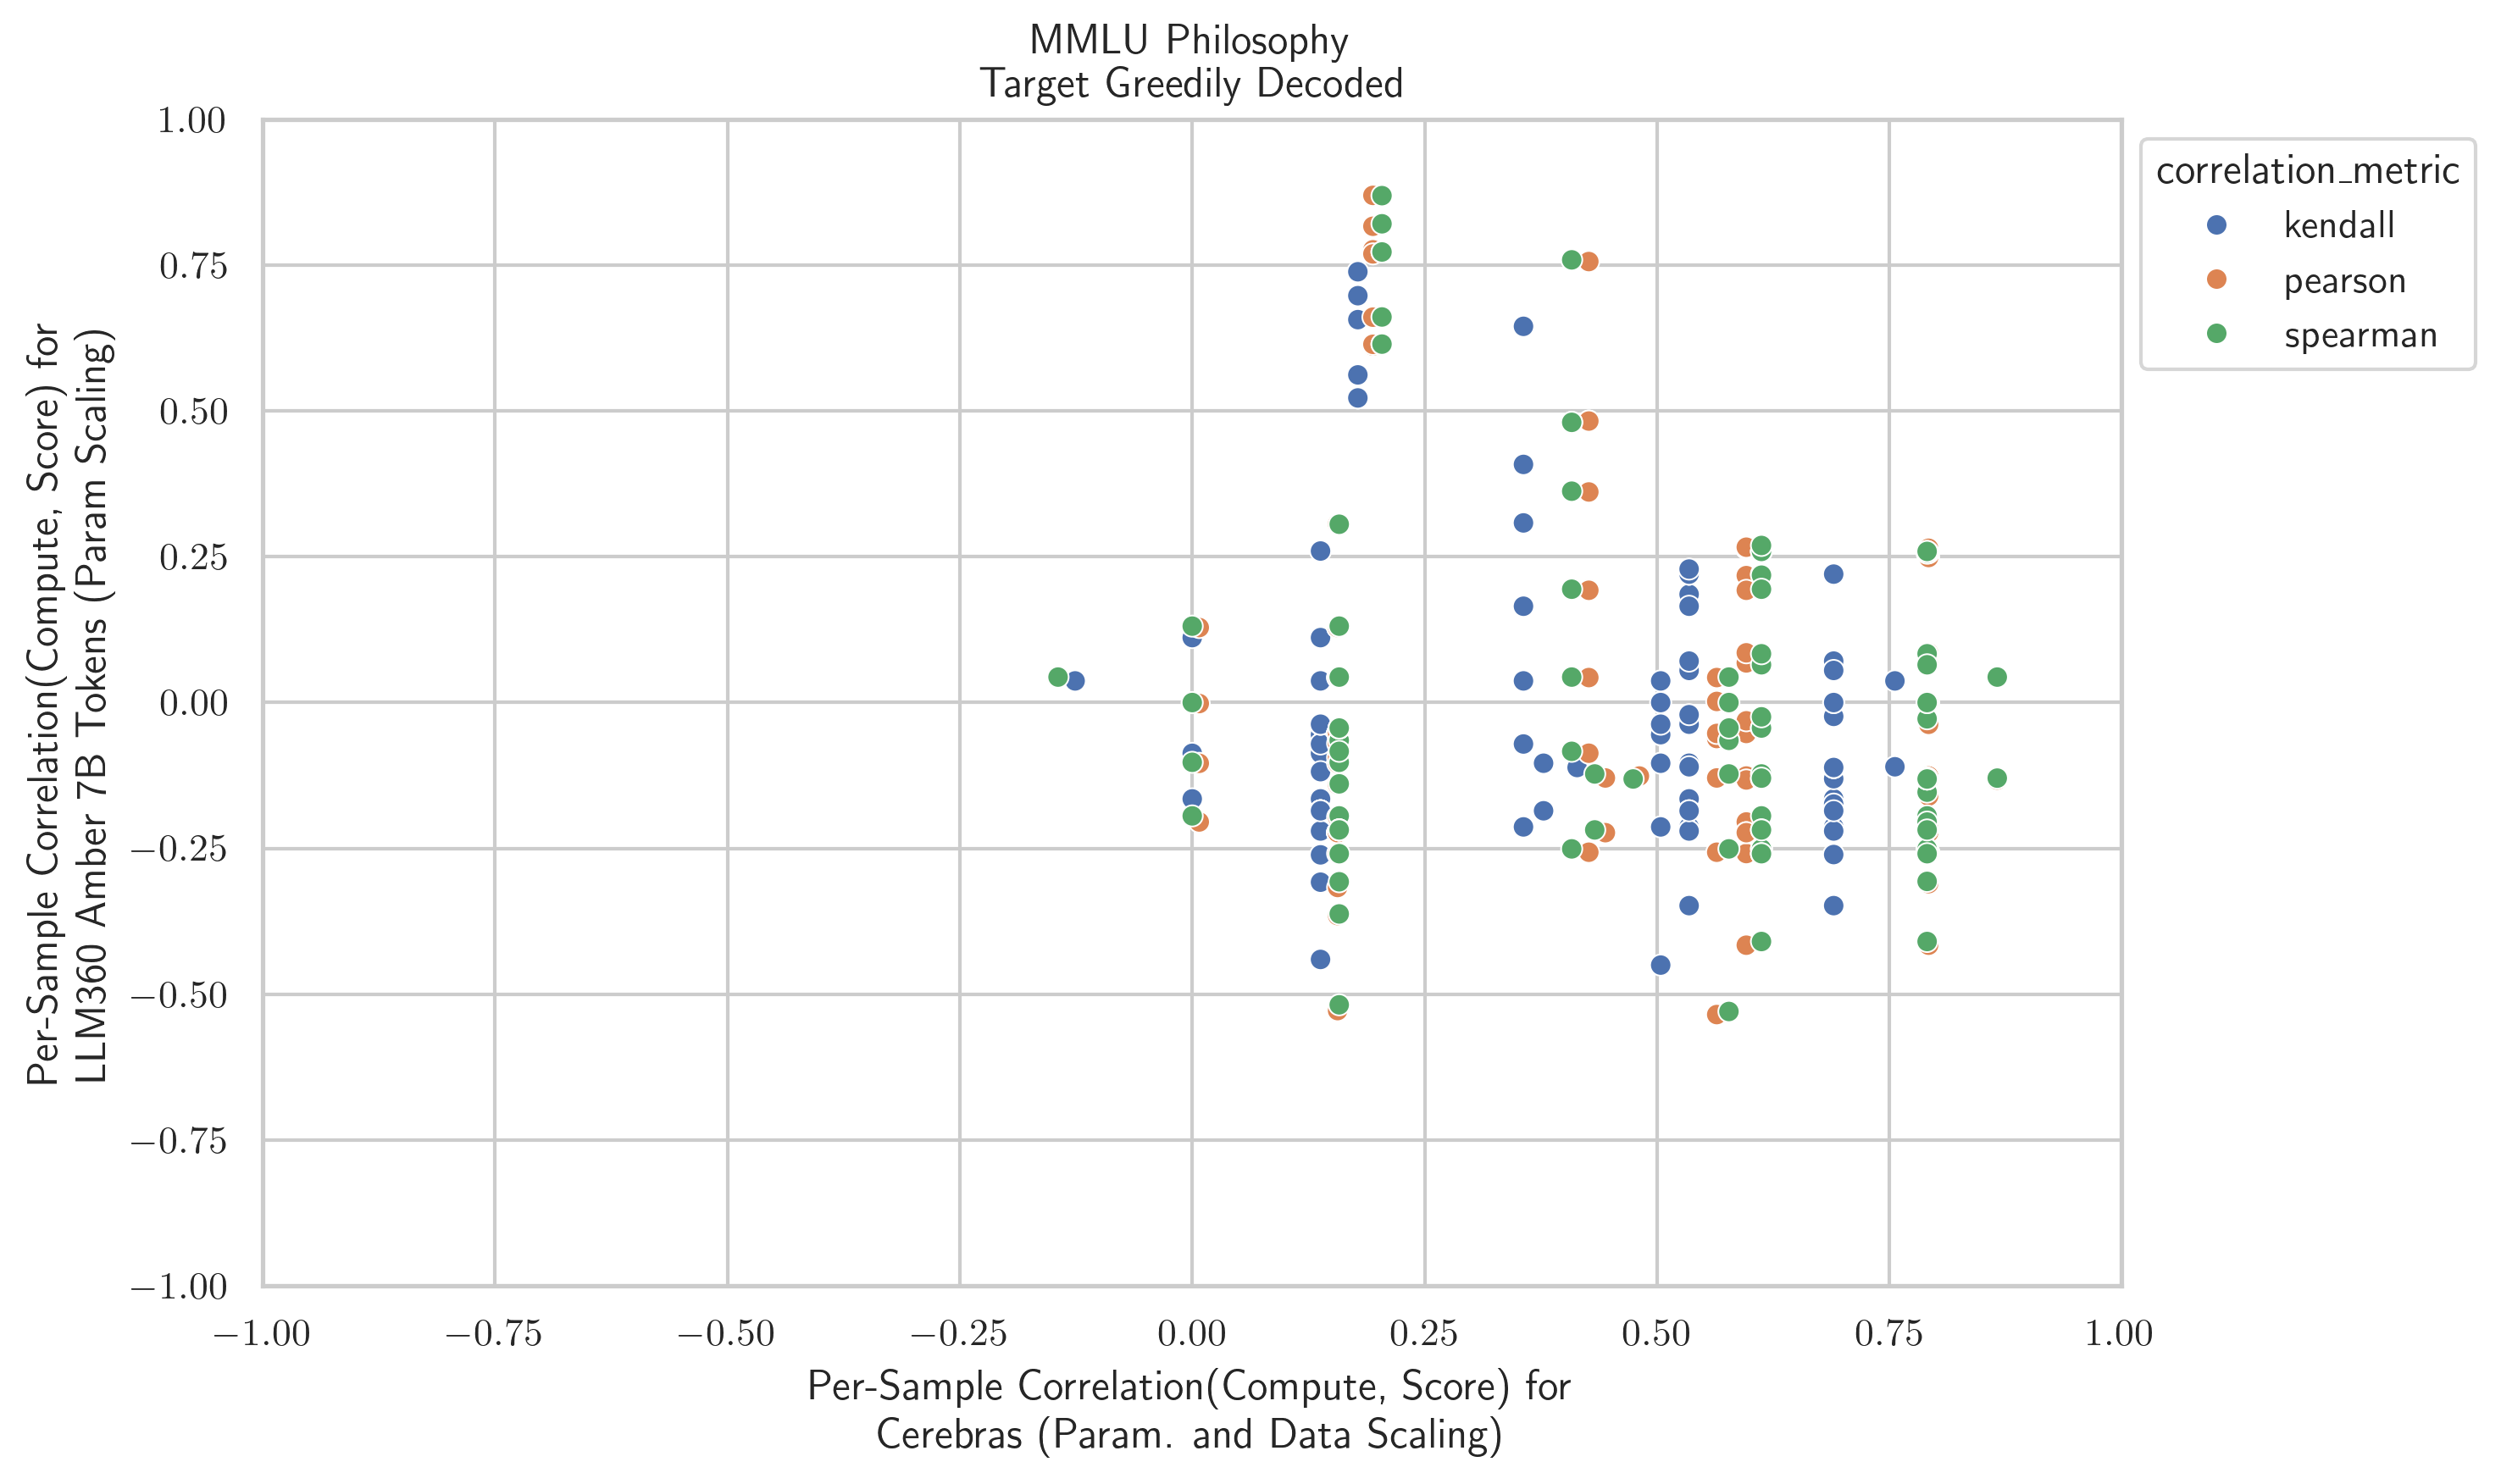 MMLU Philosophy
Target Greedily Decoded
Per-Sample Correlation(Compute, Score) for
LLM360 Amber 7B Tokens (Param Scaling)
1.00
0.75
0.50
0.25
0.00
−0.25
−0.50
−0.75
−1.00
−1.00 −0.75 −0.50 −0.25 0.00 0.25 0.50 0.75 1.00
Per-Sample Correlation(Compute, Score) for
Cerebras (Param. and Data Scaling)
correlation_metric
kendall
pearson
spearman